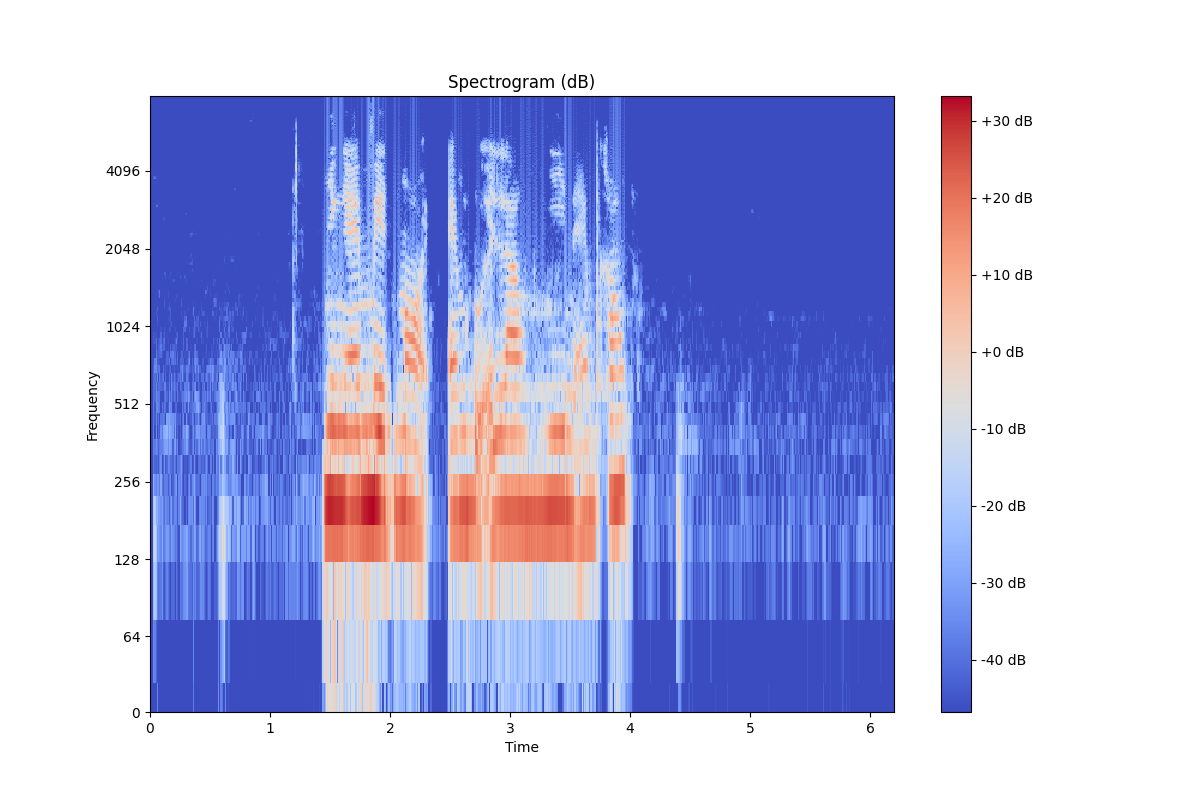 Spectrogram (dB)
Frequency
4096
2048
1024
512
256
128
64
0
0 1 2 3 4 5 6
Time
+30 dB
+20 dB
+10 dB
+0 dB
-10 dB
-20 dB
-30 dB
-40 dB